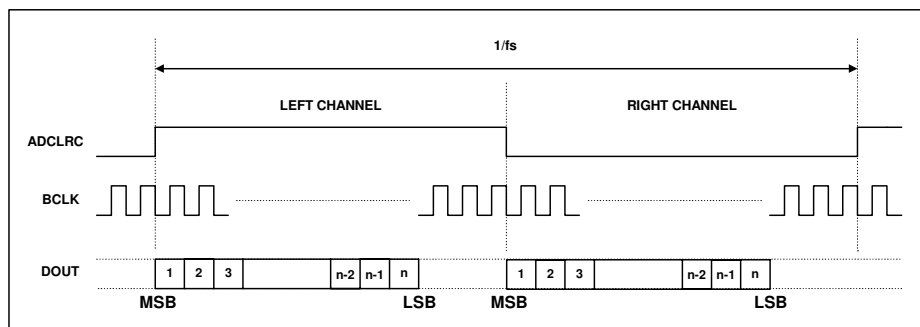 1/fs
LEFT CHANNEL RIGHT CHANNEL
ADCLRC
BCLK
DOUT 1 2 3 n-2 n-1 n 1 2 3 n-2 n-1 n
MSB LSB MSB LSB